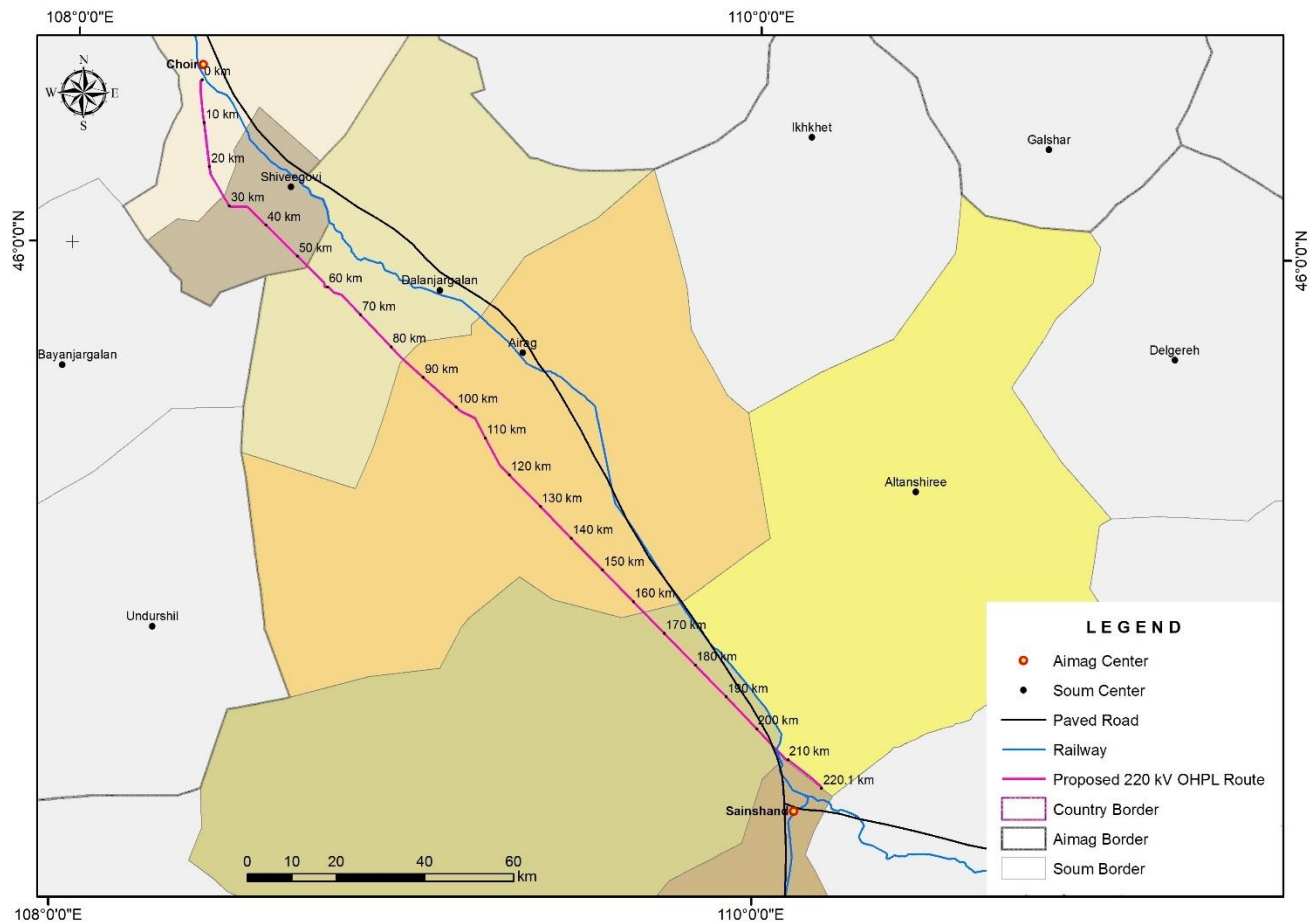 108°0'0"E
110°0'0"E
N
W
E
S
Choir
0 km
10 km
20 km
30 km
40 km
50 km
60 km
70 km
80 km
90 km
100 km
110 km
120 km
130 km
140 km
150 km
160 km
170 km
180 km
190 km
200 km
210 km
220,1 km
Shiveegovi
Dalanjargalan
Airag
Ikhkhet
Galshar
Delgereh
Altanshiree
Bayanjargalan
Undurshil
Sainshand
46°0'0"N
46°0'0"N
LEGEND
Aimag Center
Soum Center
Paved Road
Railway
Proposed 220 kV OHPL Route
Country Border
Aimag Border
Soum Border
0 10 20 40 60
km
108°0'0"E
110°0'0"E